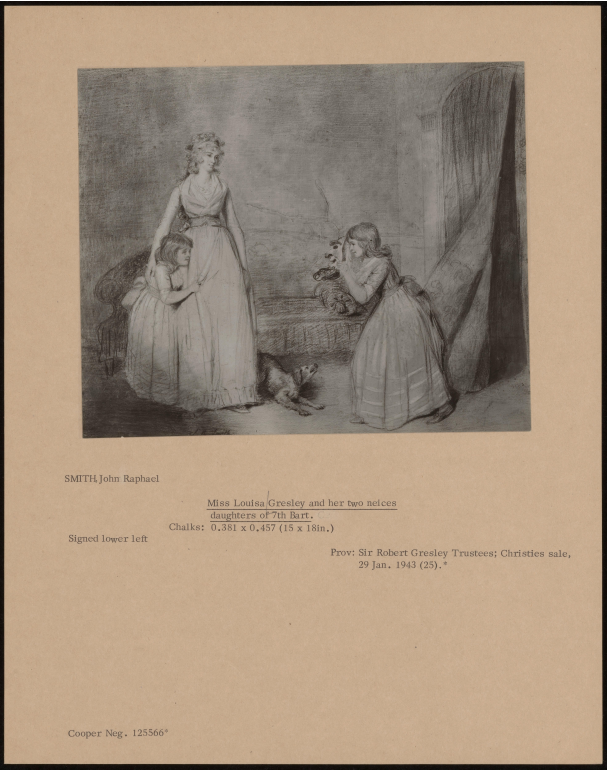 SMITH,John Raphael
Miss Louisa/Gresley and her two neices
daughters of 7th Bart.
Chalks: 0.381 x 0.457 (15 x 18in.)
Signed lower left
Prov: Sir Robert Gresley Trustees; Christies sale,
29 Jan. 1943 (25).*
Cooper Neg. 125566*